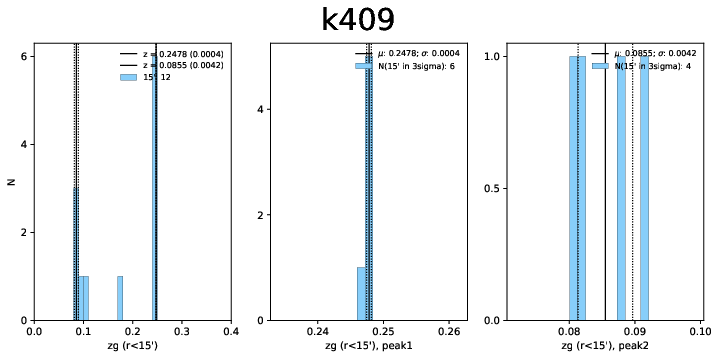 k409
z = 0.2478 (0.0004)
z = 0.0855 (0.0042)
15': 12
N
0
2
4
6
0.0
0.1
0.2
0.3
0.4
zg (r<15')
μ: 0.2478; σ: 0.0004
N(15' in 3sigma): 6
0
2
4
0.24
0.25
0.26
zg (r<15'), peak1
μ: 0.0855; σ: 0.0042
N(15' in 3sigma): 4
0.0
0.5
1.0
0.08
0.09
0.10
zg (r<15'), peak2